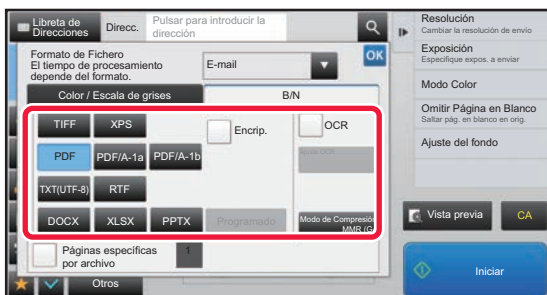 Libreta de
Direcciones
Direcc.
Pulsar para introducir la
dirección
Formato de Fichero
El tiempo de procesamiento
depende del formato.
E-mail
OK
Color / Escala de grises
B/N
TIFF
XPS
Encrip.
OCR
PDF
PDF/A-1a
PDF/A-1b
Ajuste OCR
TXT(UTF-8)
RTF
DOCX
XLSX
PPTX
Programado
Modo de Compresión
MMR (G
Páginas específicas
por archivo
1
Otros
Resolución
Cambiar la resolución de envío
Exposición
Especifique expos. a enviar
Modo Color
Omitir Página en Blanco
Saltar pág. en blanco en orig.
Ajuste del fondo
Vista previa
CA
Iniciar